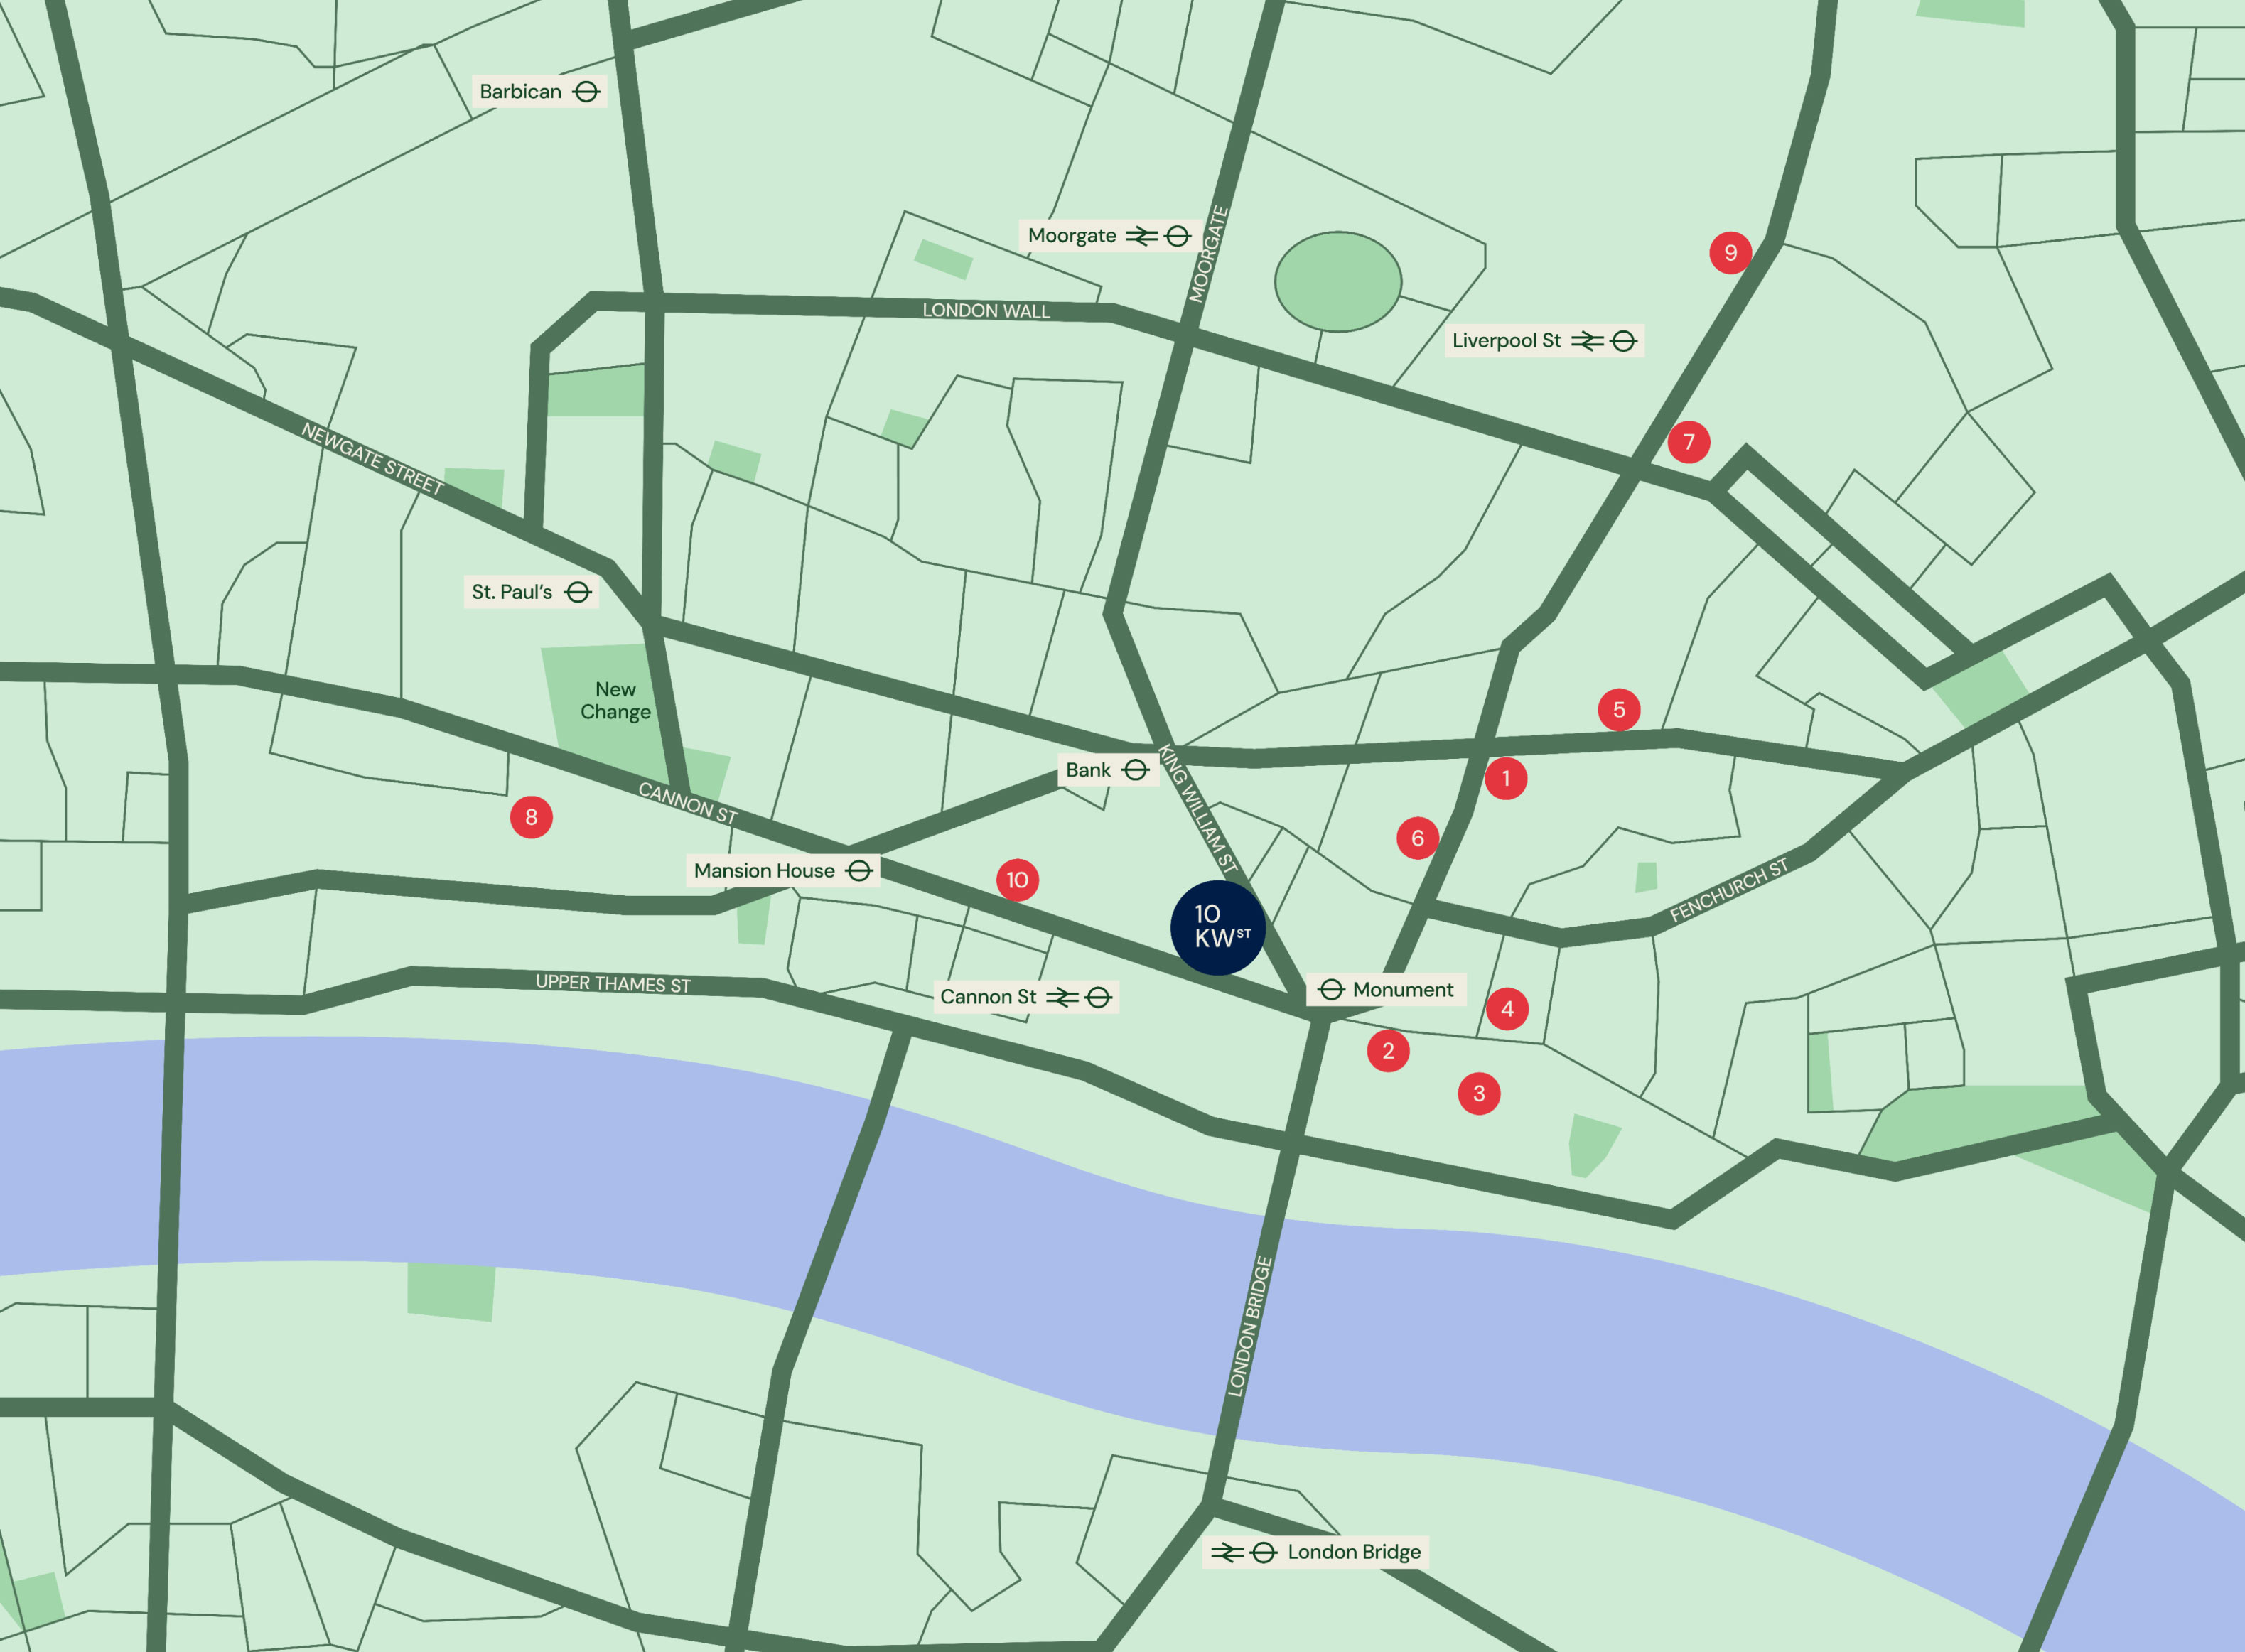 Barbican
Moorgate
MOORGATE
9
LONDON WALL
Liverpool St
NEWGATE STREET
7
St. Paul's
New
Change
5
Bank
KING WILLIAM ST
1
CANNON ST
8
6
Mansion House
10
FENCHURCH ST
10
KWST
UPPER THAMES ST
Cannon St
Monument
4
2
3
LONDON BRIDGE
London Bridge